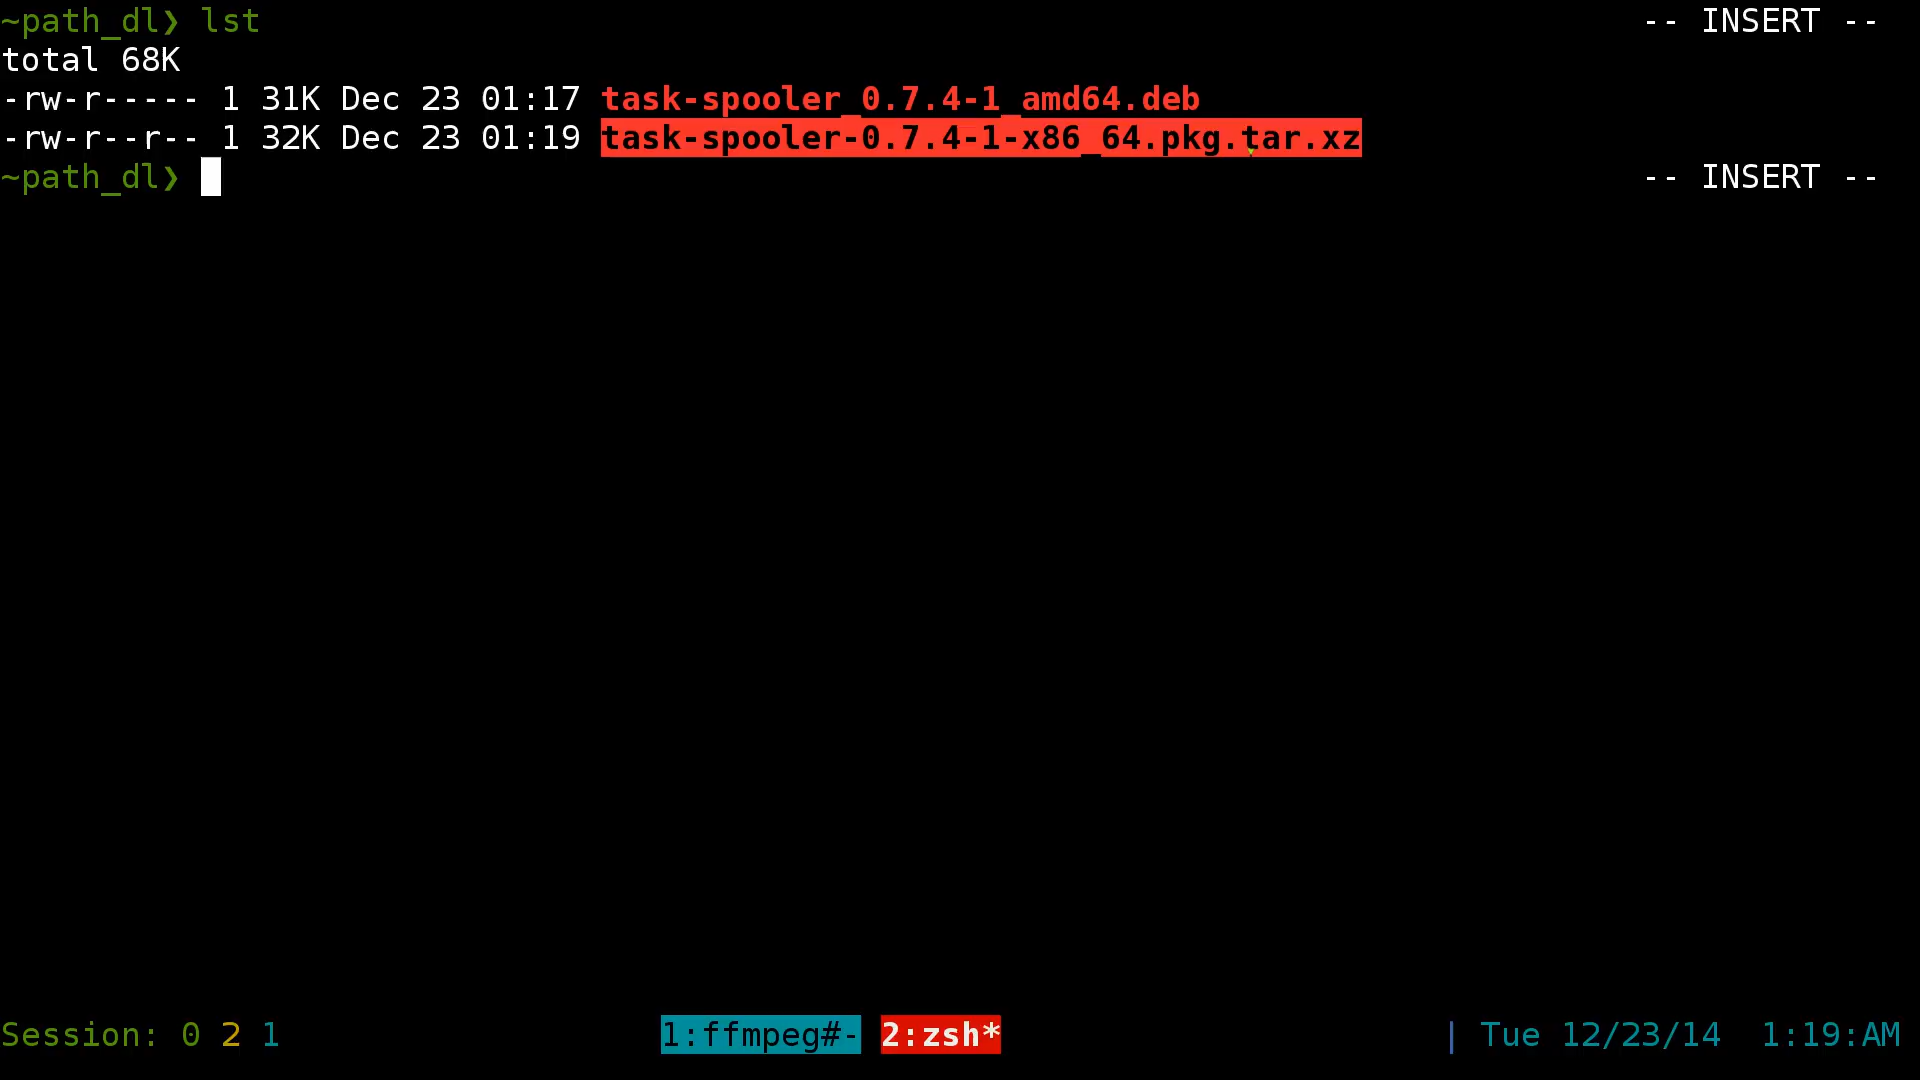 ~path_dl❯ lst -- INSERT --
total 68K
-rw-r----- 1 31K Dec 23 01:17 task-spooler_0.7.4-1_amd64.deb
-rw-r--r-- 1 32K Dec 23 01:19 task-spooler-0.7.4-1-x86_64.pkg.tar.xz
~path_dl❯ -- INSERT --
Session: 0 2 1 1:ffmpeg#- 2:zsh* | Tue 12/23/14 1:19:AM